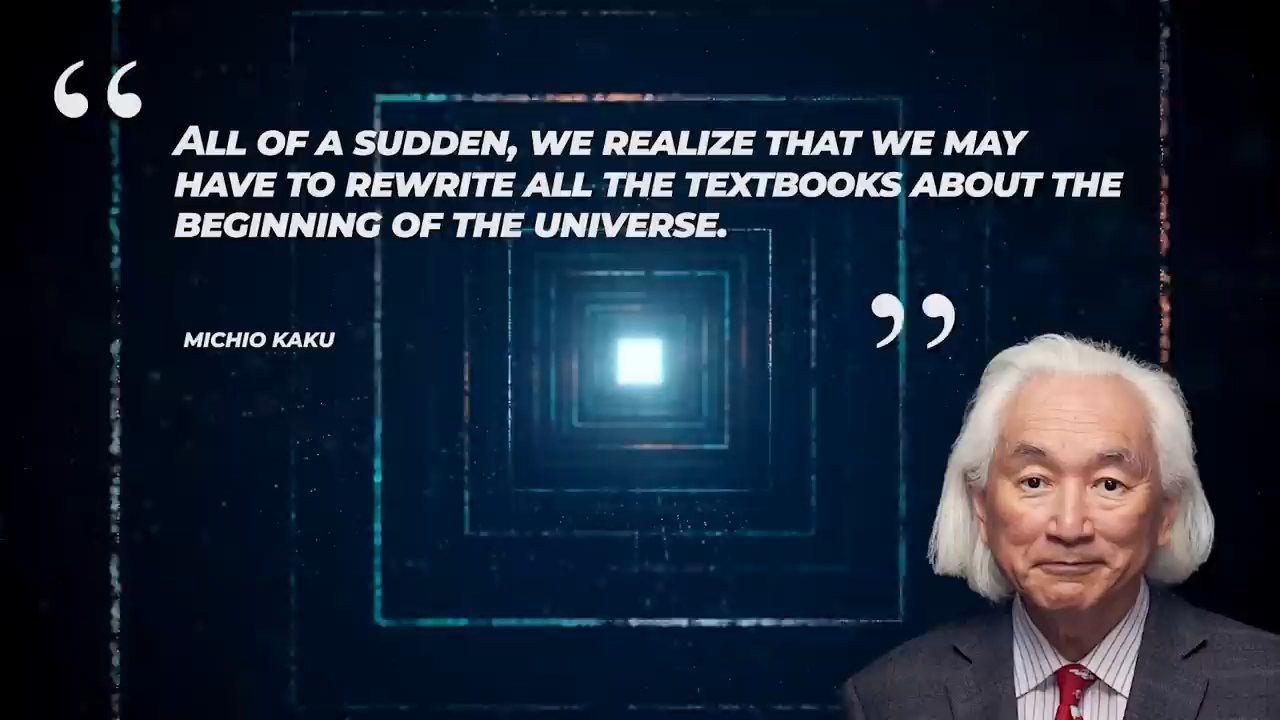 “
ALL OF A SUDDEN, WE REALIZE THAT WE MAY
HAVE TO REWRITE ALL THE TEXTBOOKS ABOUT THE
BEGINNING OF THE UNIVERSE.
”
MICHIO KAKU